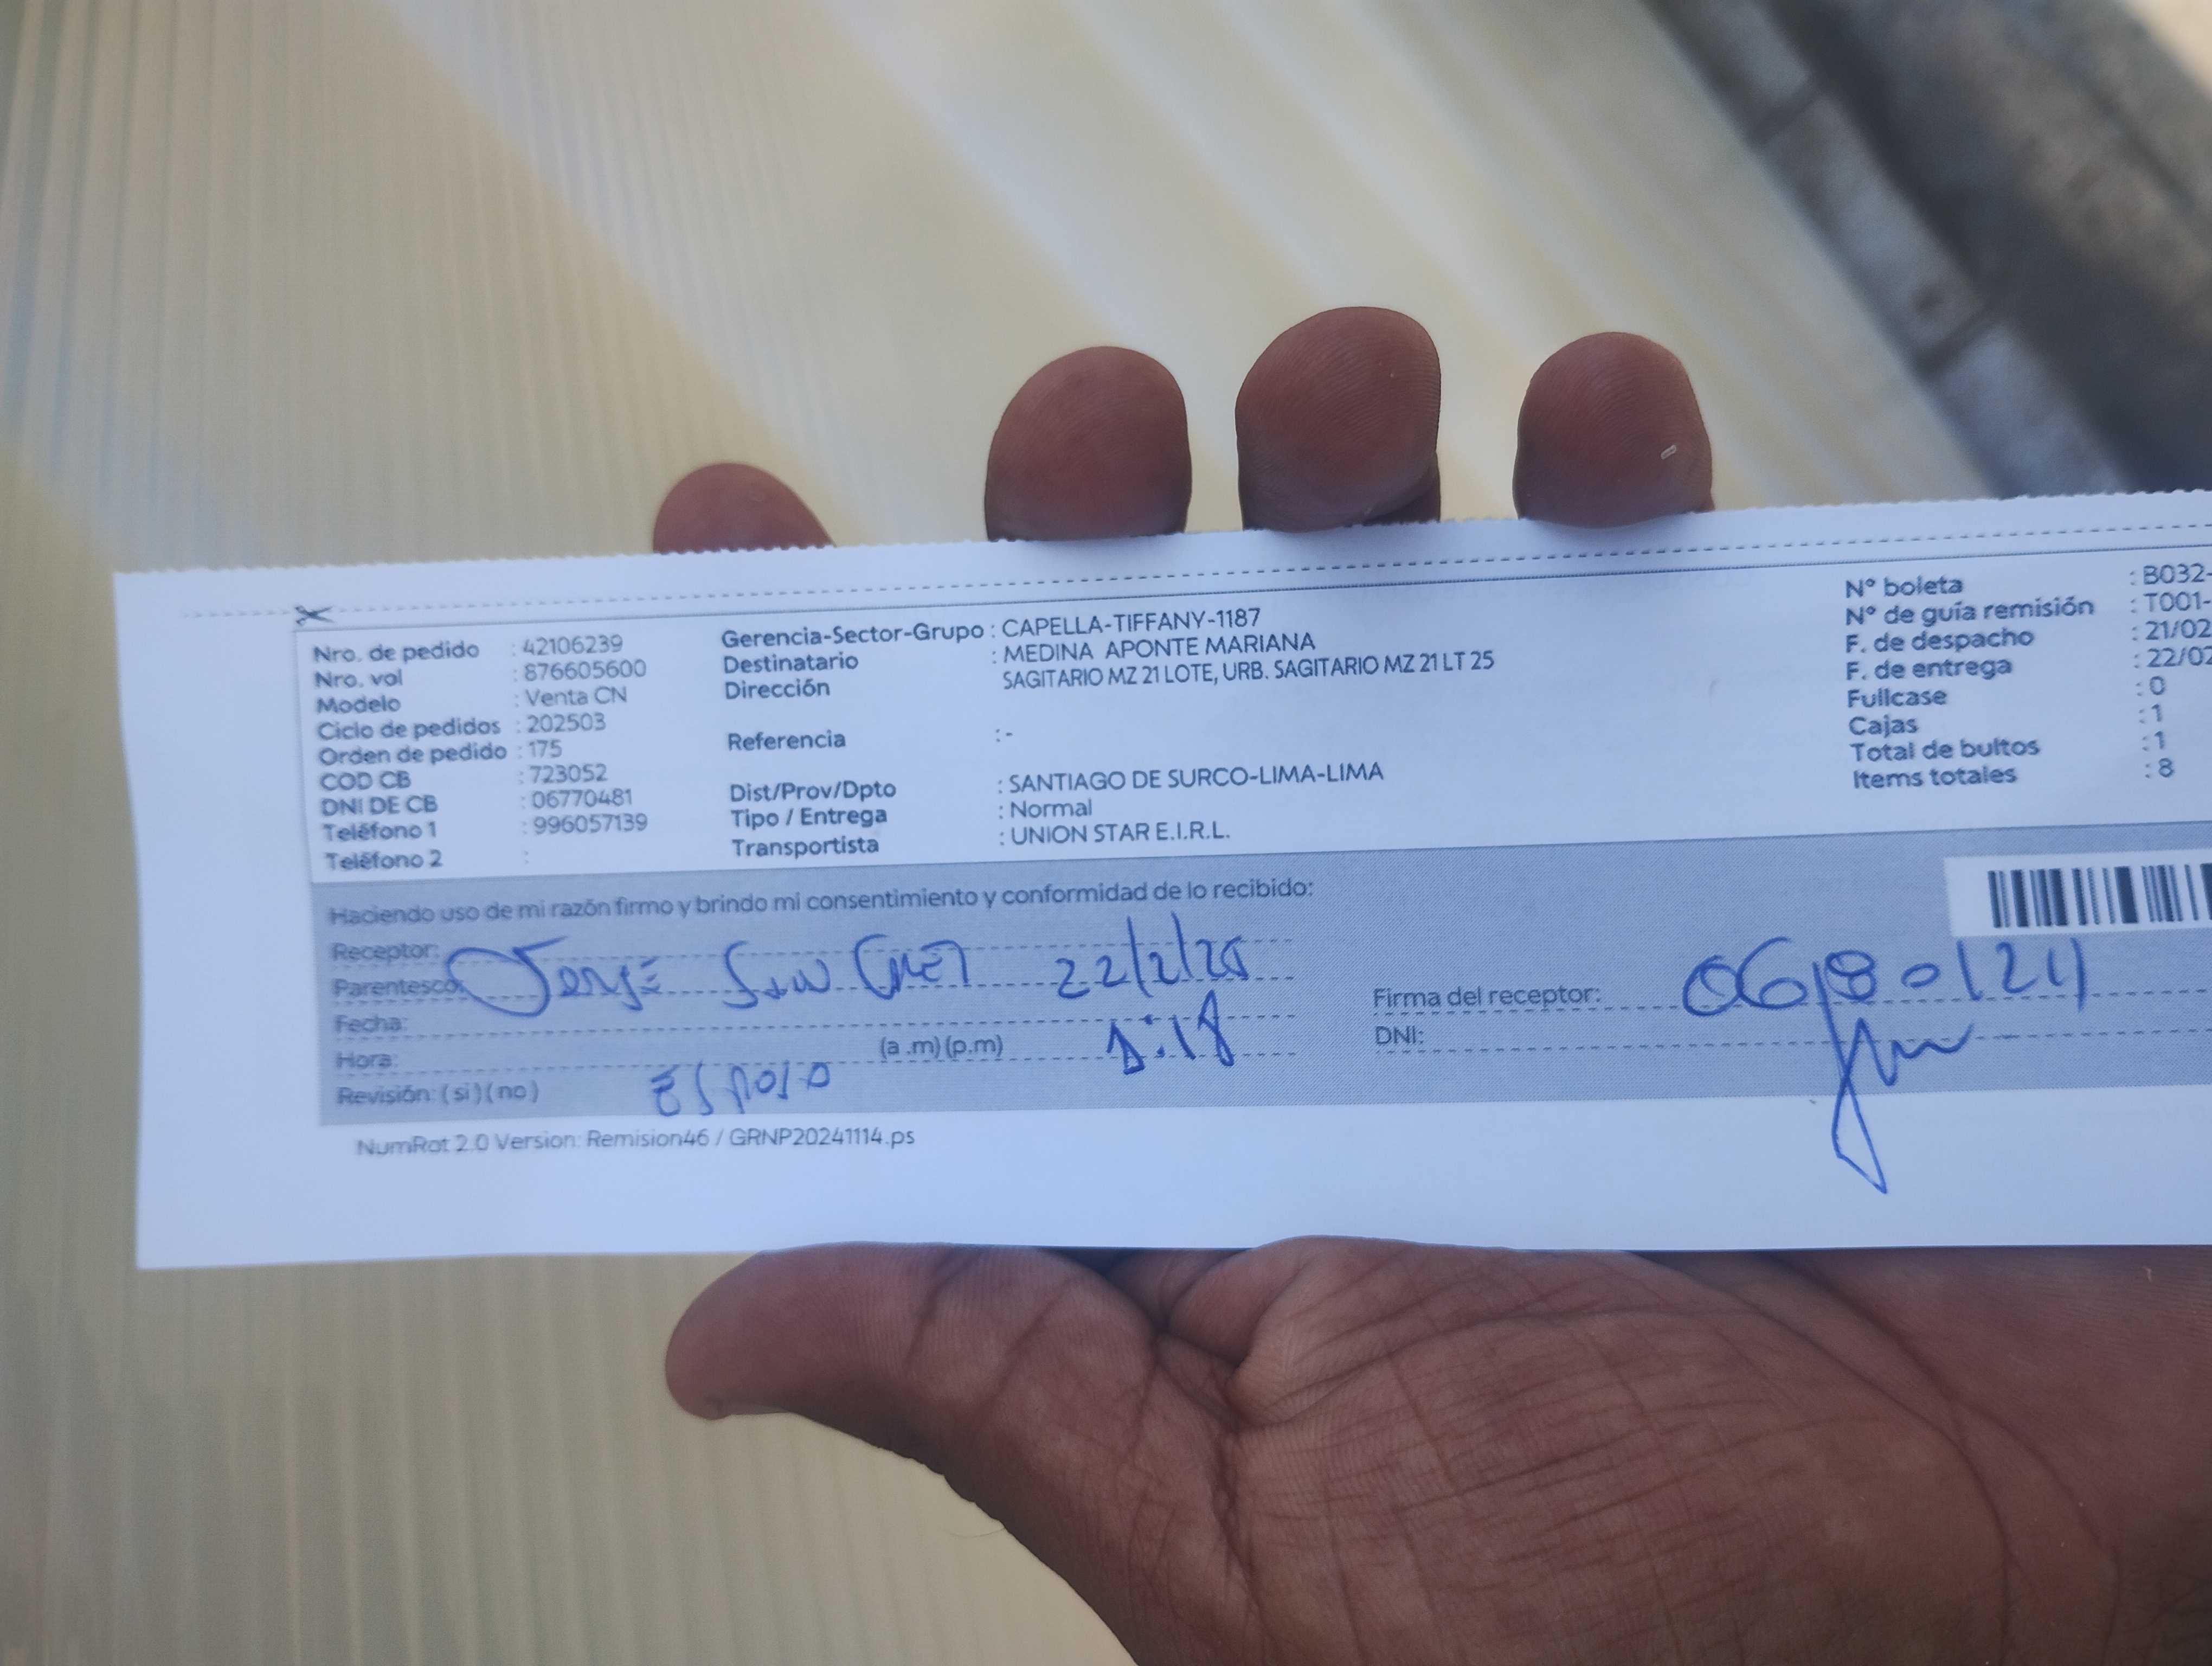 Nro. de pedido : 42106239
Nro. vol : 876605600
Modelo : Venta CN
Ciclo de pedidos : 202503
Orden de pedido : 175
COD CB : 723052
DNI DE CB : 06770481
Teléfono 1 : 996057139
Teléfono 2 :
Gerencia-Sector-Grupo : CAPELLA-TIFFANY-1187
Destinatario : MEDINA APONTE MARIANA
Dirección SAGITARIO MZ 21 LOTE, URB. SAGITARIO MZ 21 LT 25
Referencia : -
Dist/Prov/Dpto : SANTIAGO DE SURCO-LIMA-LIMA
Tipo / Entrega : Normal
Transportista : UNION STAR E.I.R.L.
N° boleta : B032-
N° de guía remisión : T001-
F. de despacho : 21/02
F. de entrega : 22/02
Fullcase : 0
Cajas : 1
Total de bultos : 1
Items totales : 8
Haciendo uso de mi razón firmo y brindo mi consentimiento y conformidad de lo recibido:
Receptor:
Parentesco: 22/2/25
Fecha:
Hora: (a.m) (p.m)
Revisión: ( si ) ( no ) ESPOSO
Firma del receptor:
DNI:
NumRot 2.0 Version: Remision46 / GRNP20241114.ps